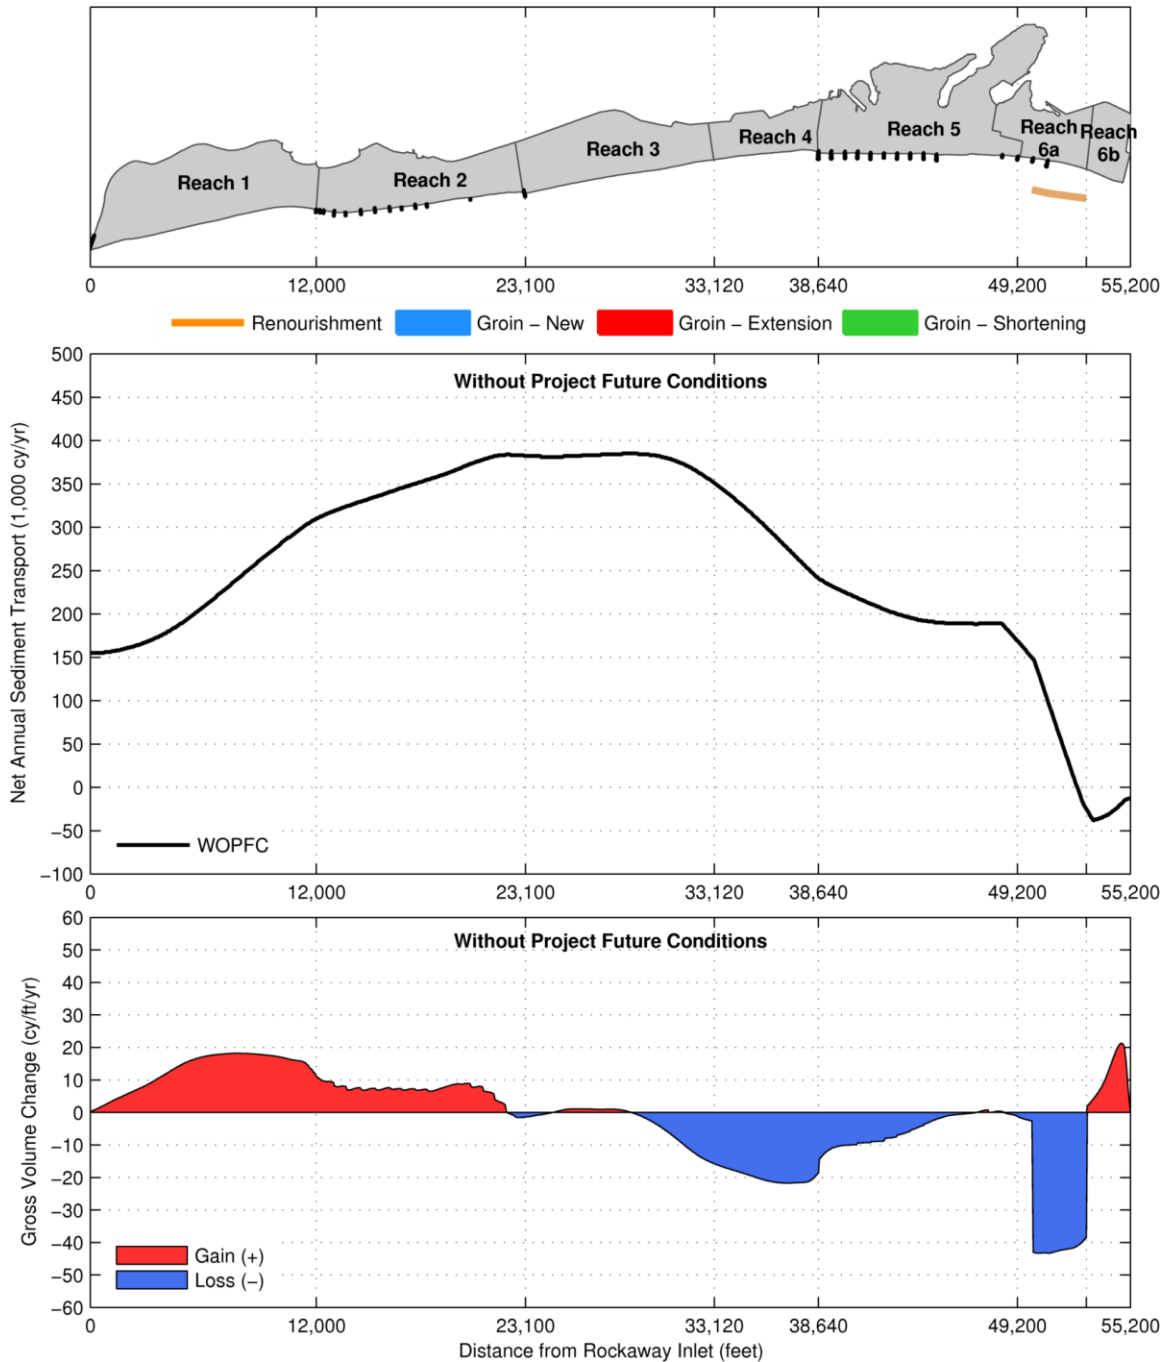 Reach 1
Reach 2
Reach 3
Reach 4
Reach 5
Reach
6a
Reach
6b
0 12,000 23,100 33,120 38,640 49,200 55,200
Renourishment Groin − New Groin − Extension Groin − Shortening
Without Project Future Conditions
Net Annual Sediment Transport (1,000 cy/yr)
500
450
400
350
300
250
200
150
100
50
0
−50
−100
WOPFC
0 12,000 23,100 33,120 38,640 49,200 55,200
Without Project Future Conditions
Gross Volume Change (cy/ft/yr)
60
50
40
30
20
10
0
−10
−20
−30
−40
−50
−60
Gain (+)
Loss (−)
0 12,000 23,100 33,120 38,640 49,200 55,200
Distance from Rockaway Inlet (feet)